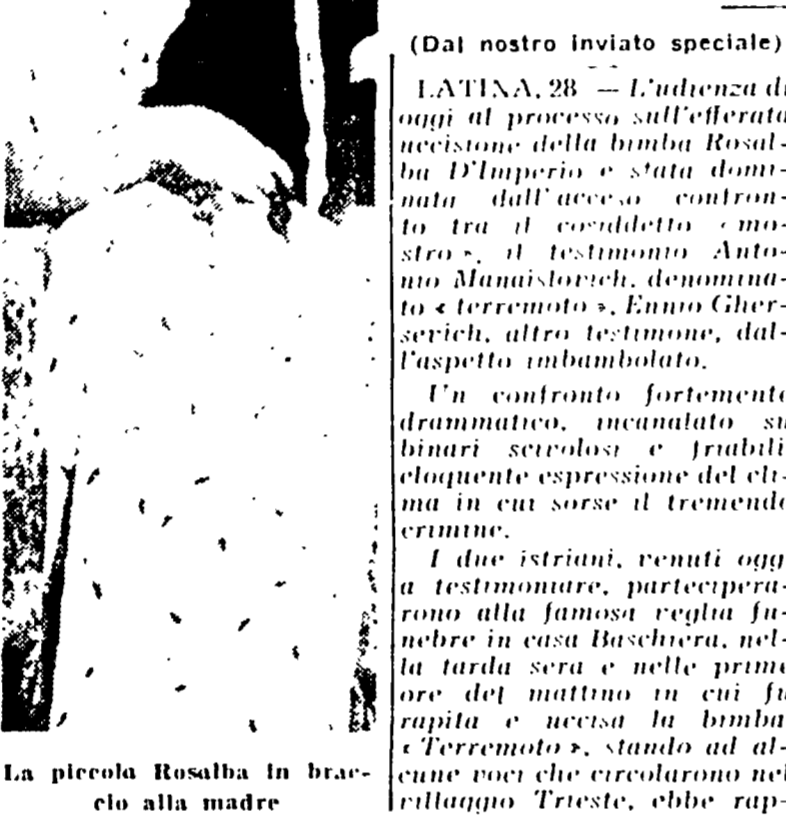 (Dal nostro inviato speciale)
LATINA, 28 — L'udienza di
oggi al processo sull'efferata
uccisione della bimba Rosal-
ba D'Imperio è stata domi-
nata dall'acceso confron-
to tra il cosiddetto « mo-
stro », il testimonio Anto-
nio
denomina-
to « terremoto », Ennio Gher-
serich, altro testimone, dal-
l'aspetto imbambolato.
Un confronto fortemente
drammatico, incanalato su
binari scivolosi e friabili
eloquente espressione del cli-
ma in cui sorse il tremendo
crimine.
I due istriani, venuti oggi
a testimoniare, partecipera-
rono alla famosa veglia fu-
nebre in casa Baschiera, nel-
la tarda sera e nelle prime
ore del mattino in cui fu
rapita e uccisa la bimba
« Terremoto », stando ad al-
cune voci che circolarono nel
villaggio Trieste, ebbe rap-
La piccola Rosalba in brac-
cio alla madre